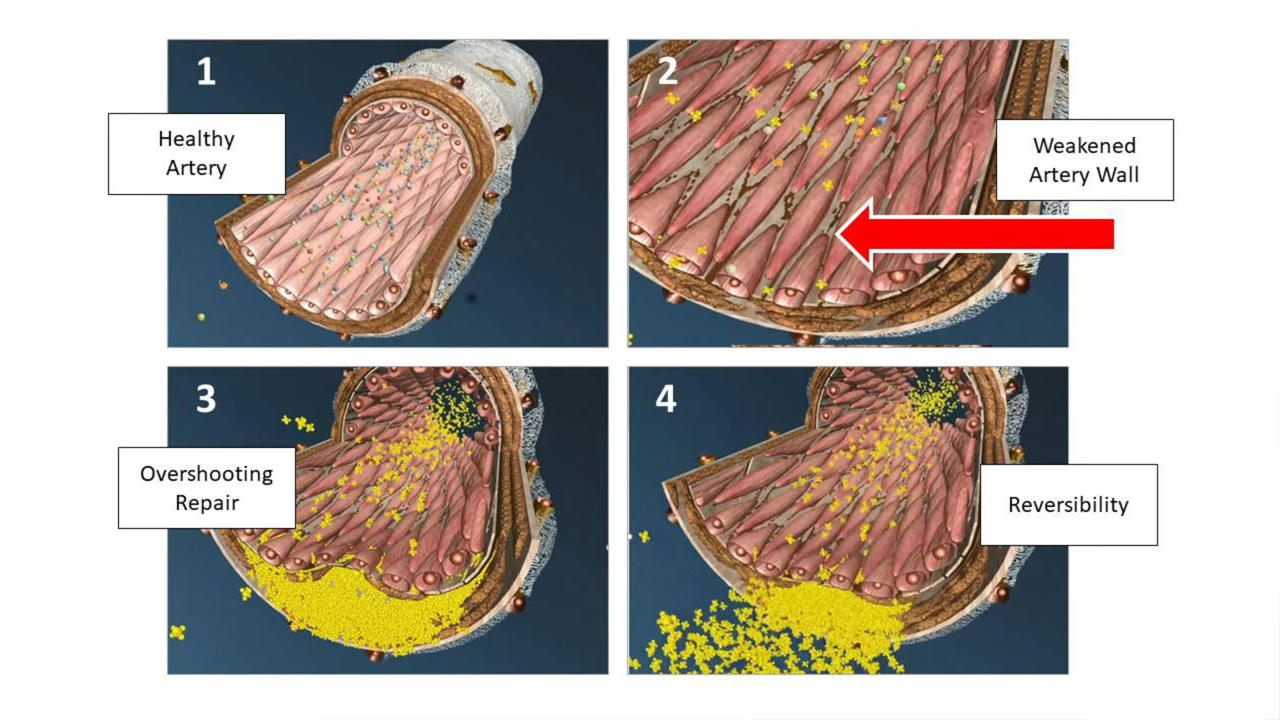 1
Healthy
Artery
2
Weakened
Artery Wall
3
Overshooting
Repair
4
Reversibility